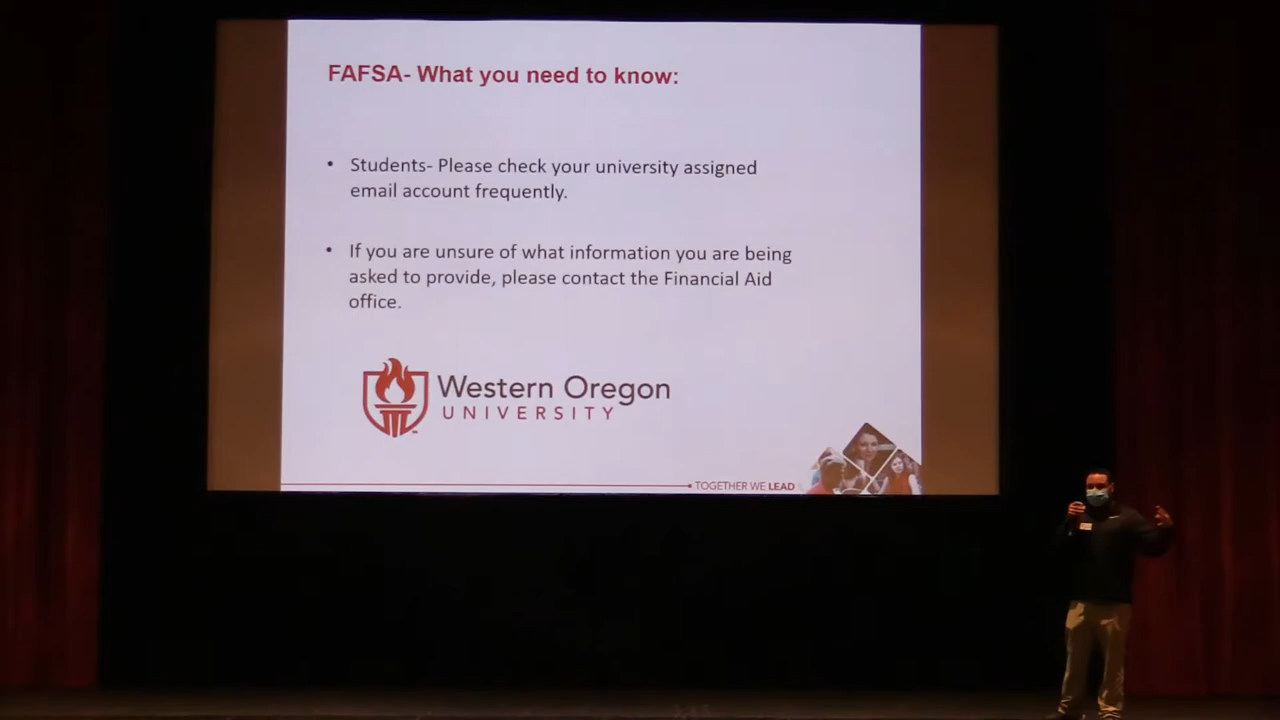 FAFSA- What you need to know:
• Students- Please check your university assigned
email account frequently.
• If you are unsure of what information you are being
asked to provide, please contact the Financial Aid
office.
Western Oregon
UNIVERSITY
TOGETHER WE LEAD